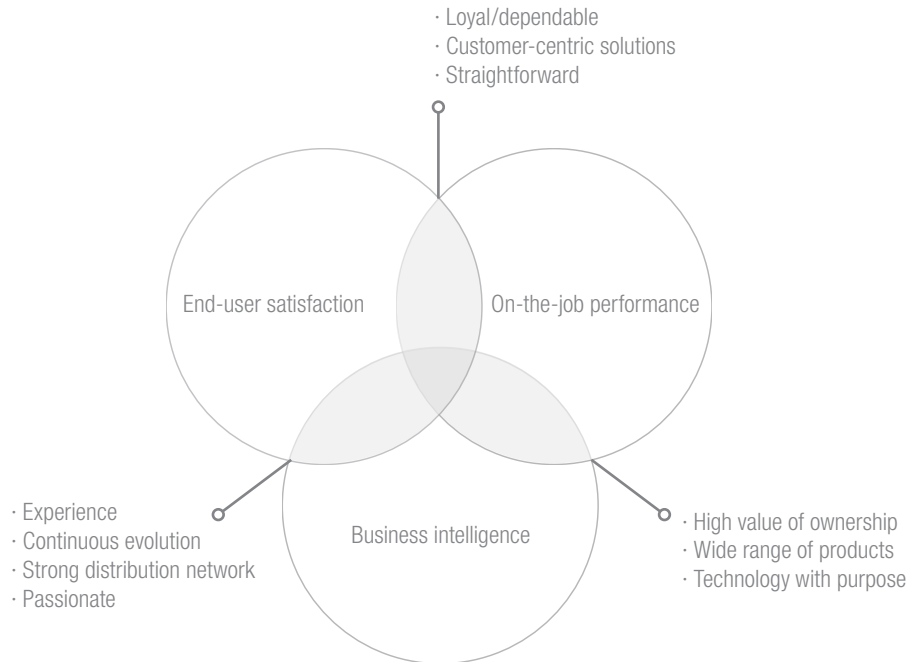 · Loyal/dependable
· Customer-centric solutions
· Straightforward
End-user satisfaction
On-the-job performance
Business intelligence
· Experience
· Continuous evolution
· Strong distribution network
· Passionate
· High value of ownership
· Wide range of products
· Technology with purpose